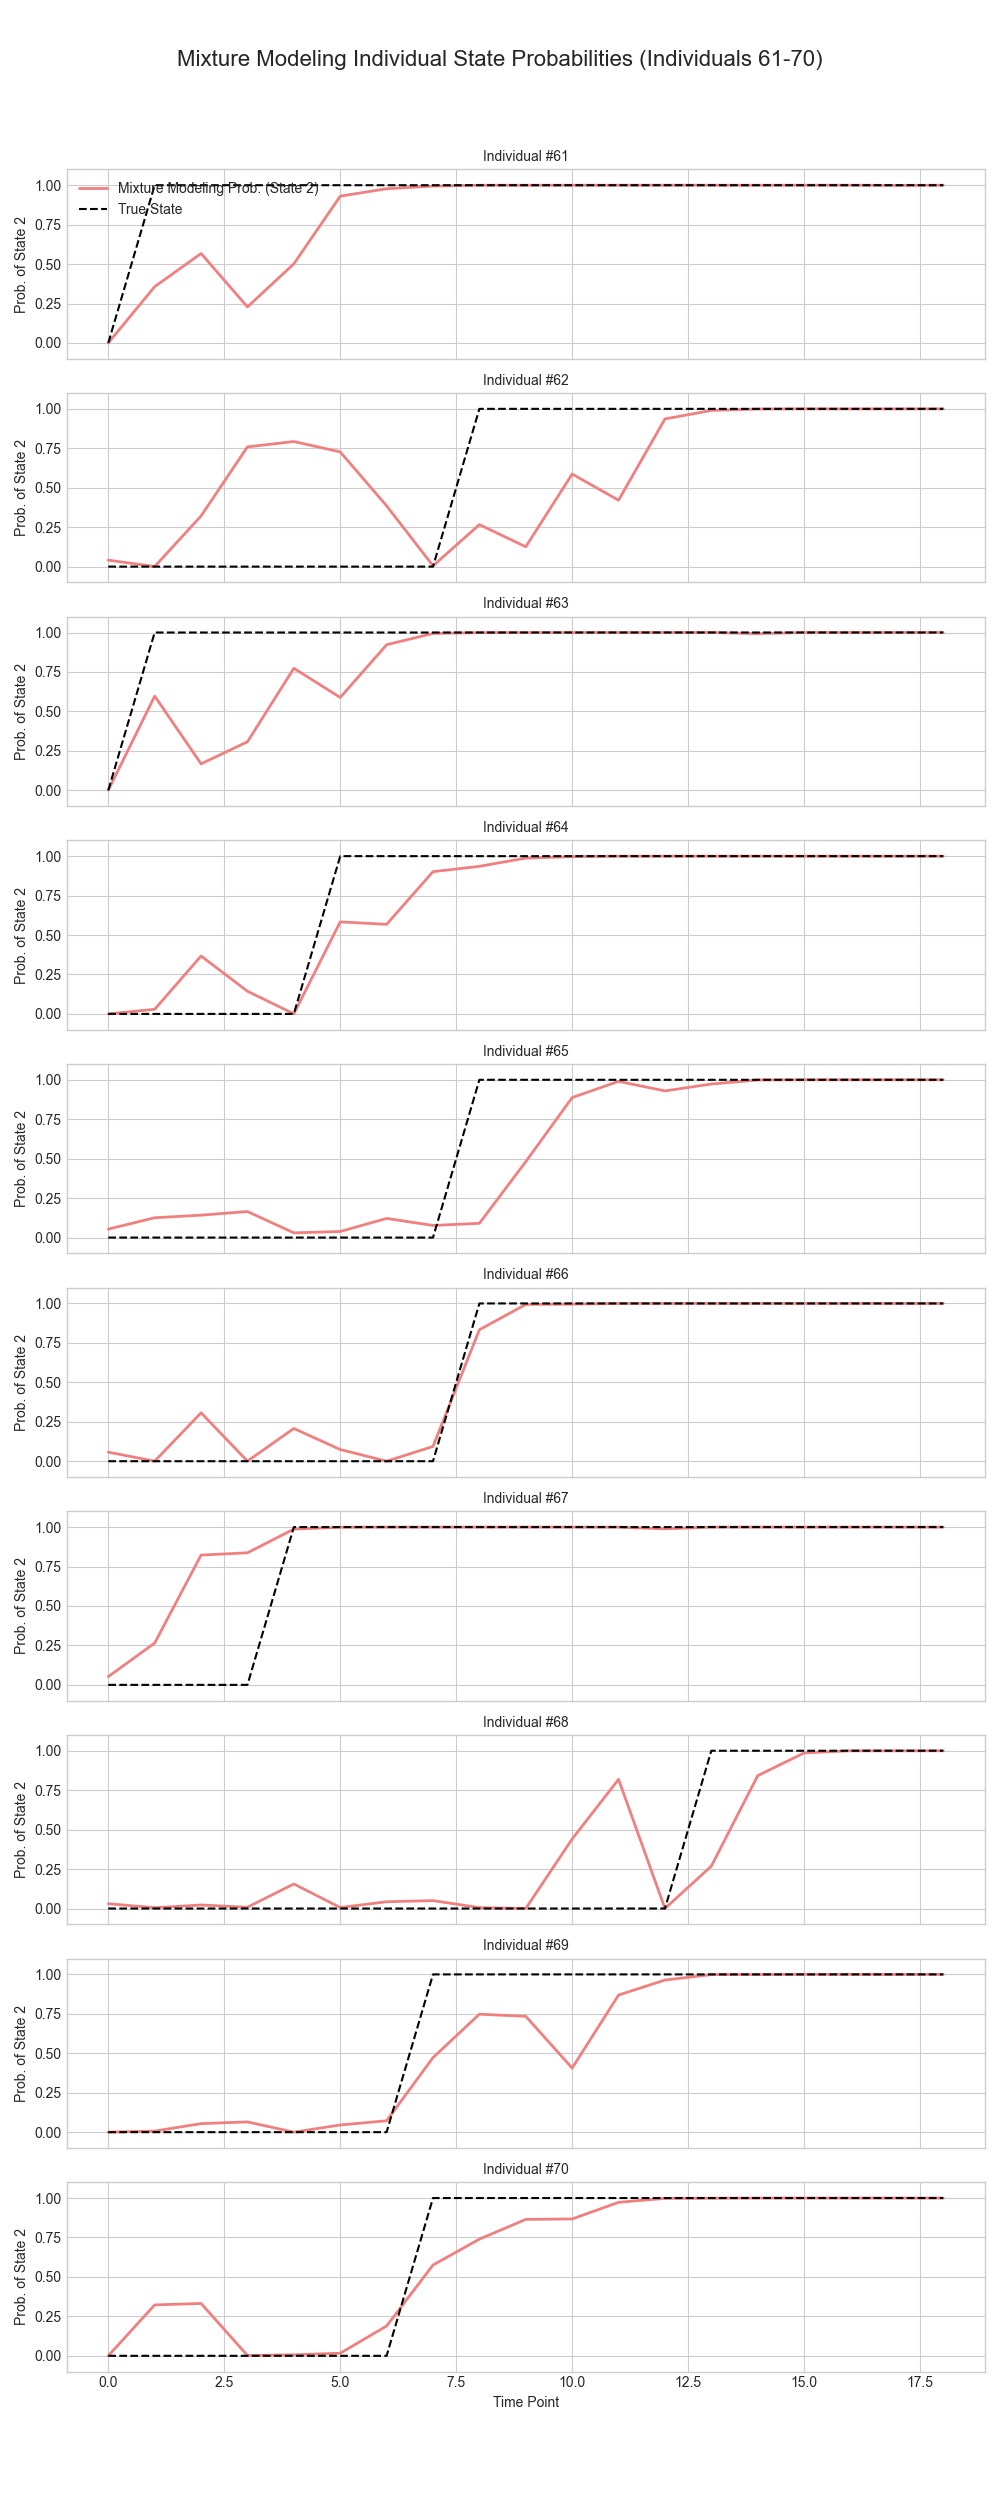 Mixture Modeling Individual State Probabilities (Individuals 61-70)
Individual #61
Mixture Modeling Prob. (State 2)
True State
Prob. of State 2
1.00
0.75
0.50
0.25
0.00
Individual #62
Prob. of State 2
1.00
0.75
0.50
0.25
0.00
Individual #63
Prob. of State 2
1.00
0.75
0.50
0.25
0.00
Individual #64
Prob. of State 2
1.00
0.75
0.50
0.25
0.00
Individual #65
Prob. of State 2
1.00
0.75
0.50
0.25
0.00
Individual #66
Prob. of State 2
1.00
0.75
0.50
0.25
0.00
Individual #67
Prob. of State 2
1.00
0.75
0.50
0.25
0.00
Individual #68
Prob. of State 2
1.00
0.75
0.50
0.25
0.00
Individual #69
Prob. of State 2
1.00
0.75
0.50
0.25
0.00
Individual #70
Prob. of State 2
1.00
0.75
0.50
0.25
0.00
0.0 2.5 5.0 7.5 10.0 12.5 15.0 17.5
Time Point